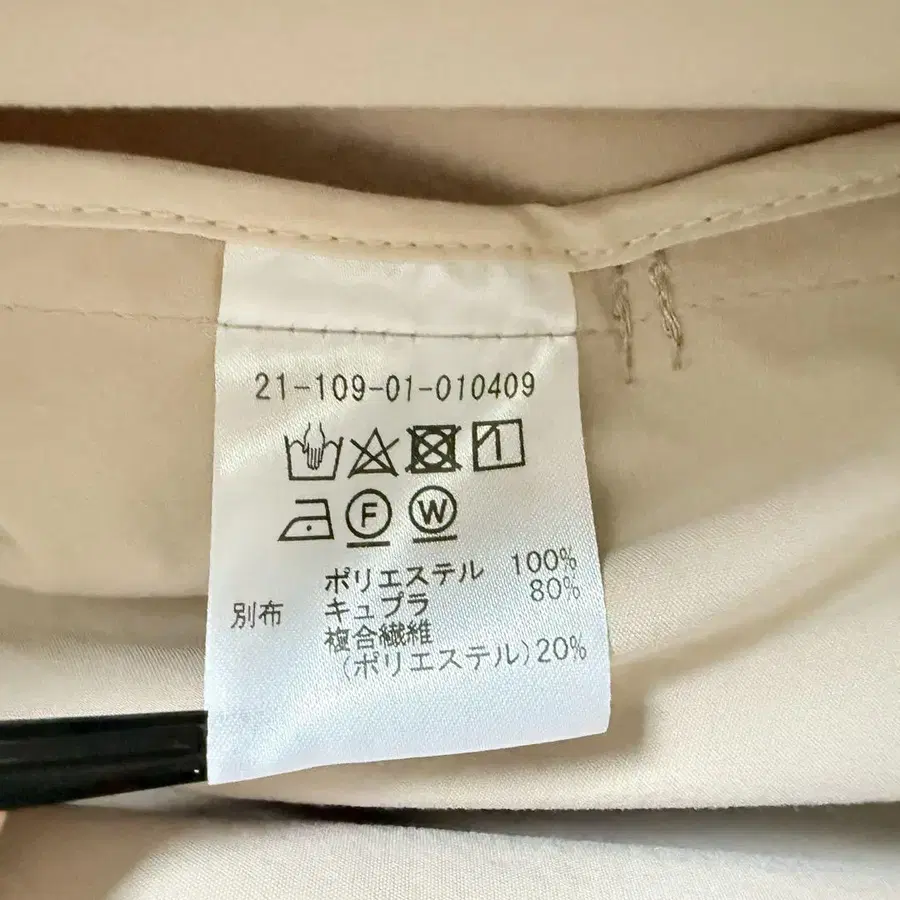 21-109-01-010409
F W
ポリエステル 100%
別布 キュプラ 80%
複合繊維
(ポリエステル)20%